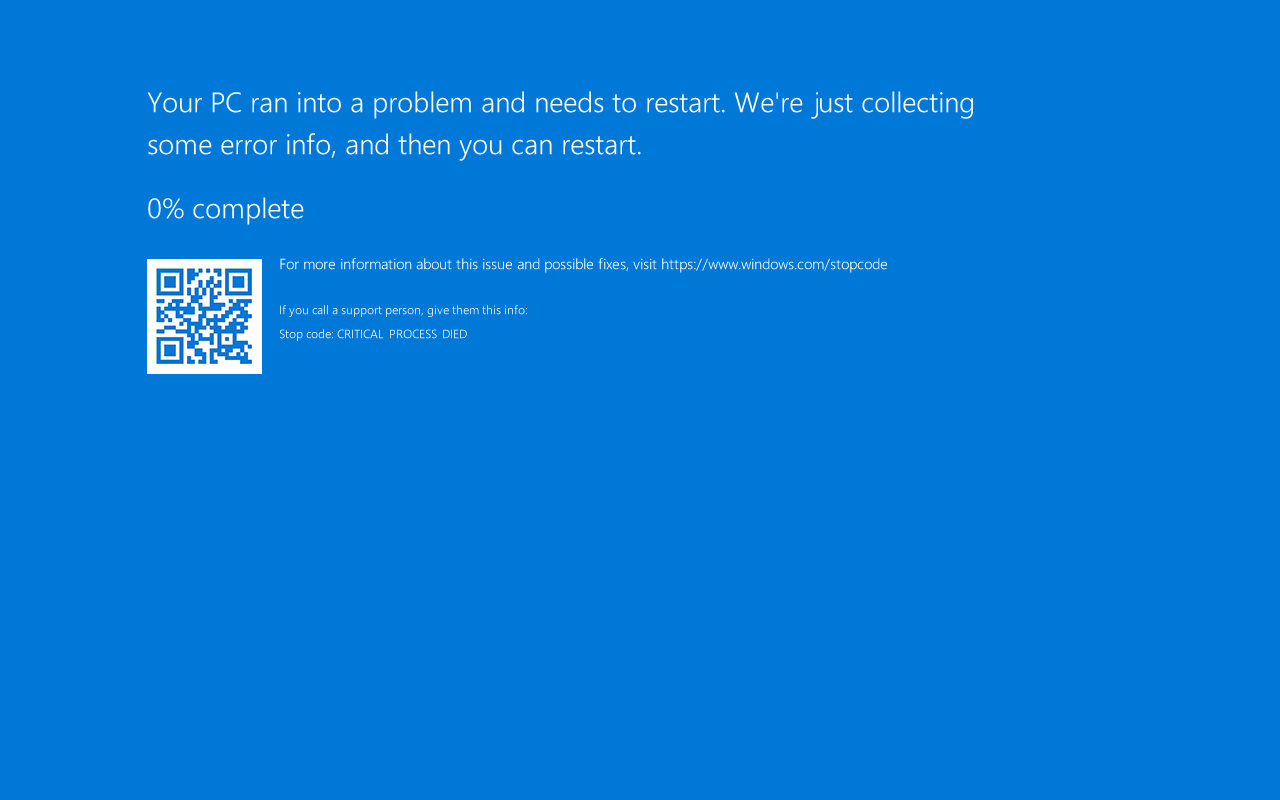 Your PC ran into a problem and needs to restart. We're just collecting
some error info, and then you can restart.
0% complete
For more information about this issue and possible fixes, visit https://www.windows.com/stopcode
If you call a support person, give them this info:
Stop code: CRITICAL_PROCESS_DIED